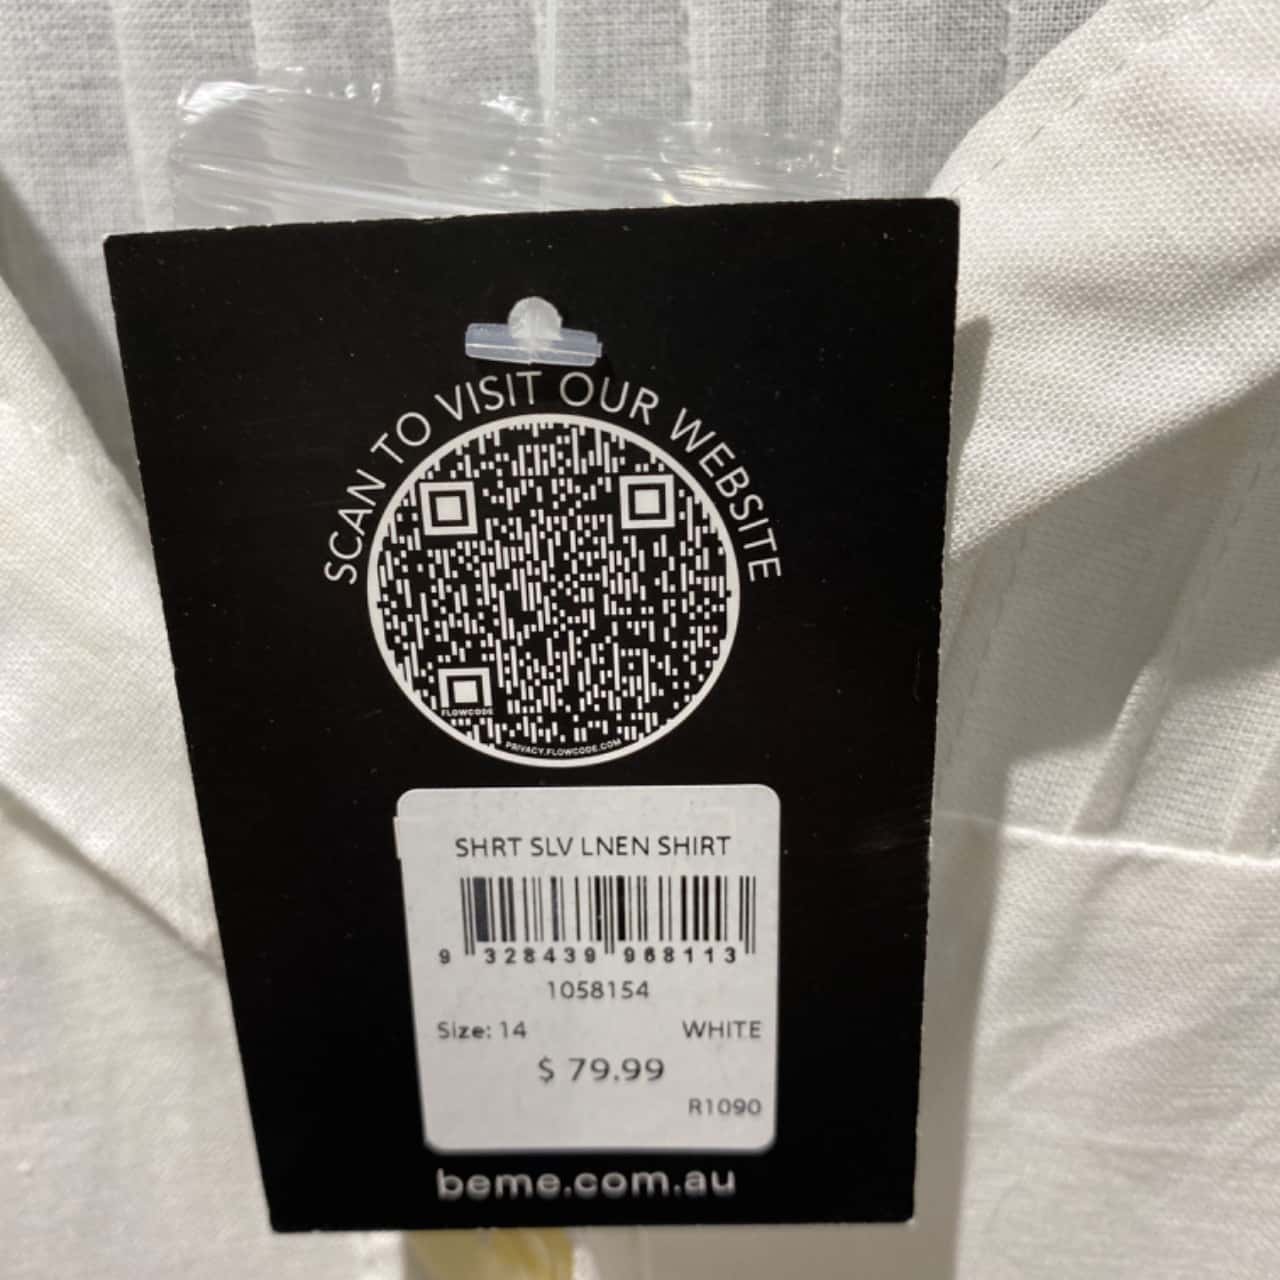 SCAN TO VISIT OUR WEBSITE
FLOWCODE
PRIVACY.FLOWCODE.COM
SHRT SLV LNEN SHIRT
9 328439 968113
1058154
Size: 14 WHITE
$ 79.99
R1090
beme.com.au